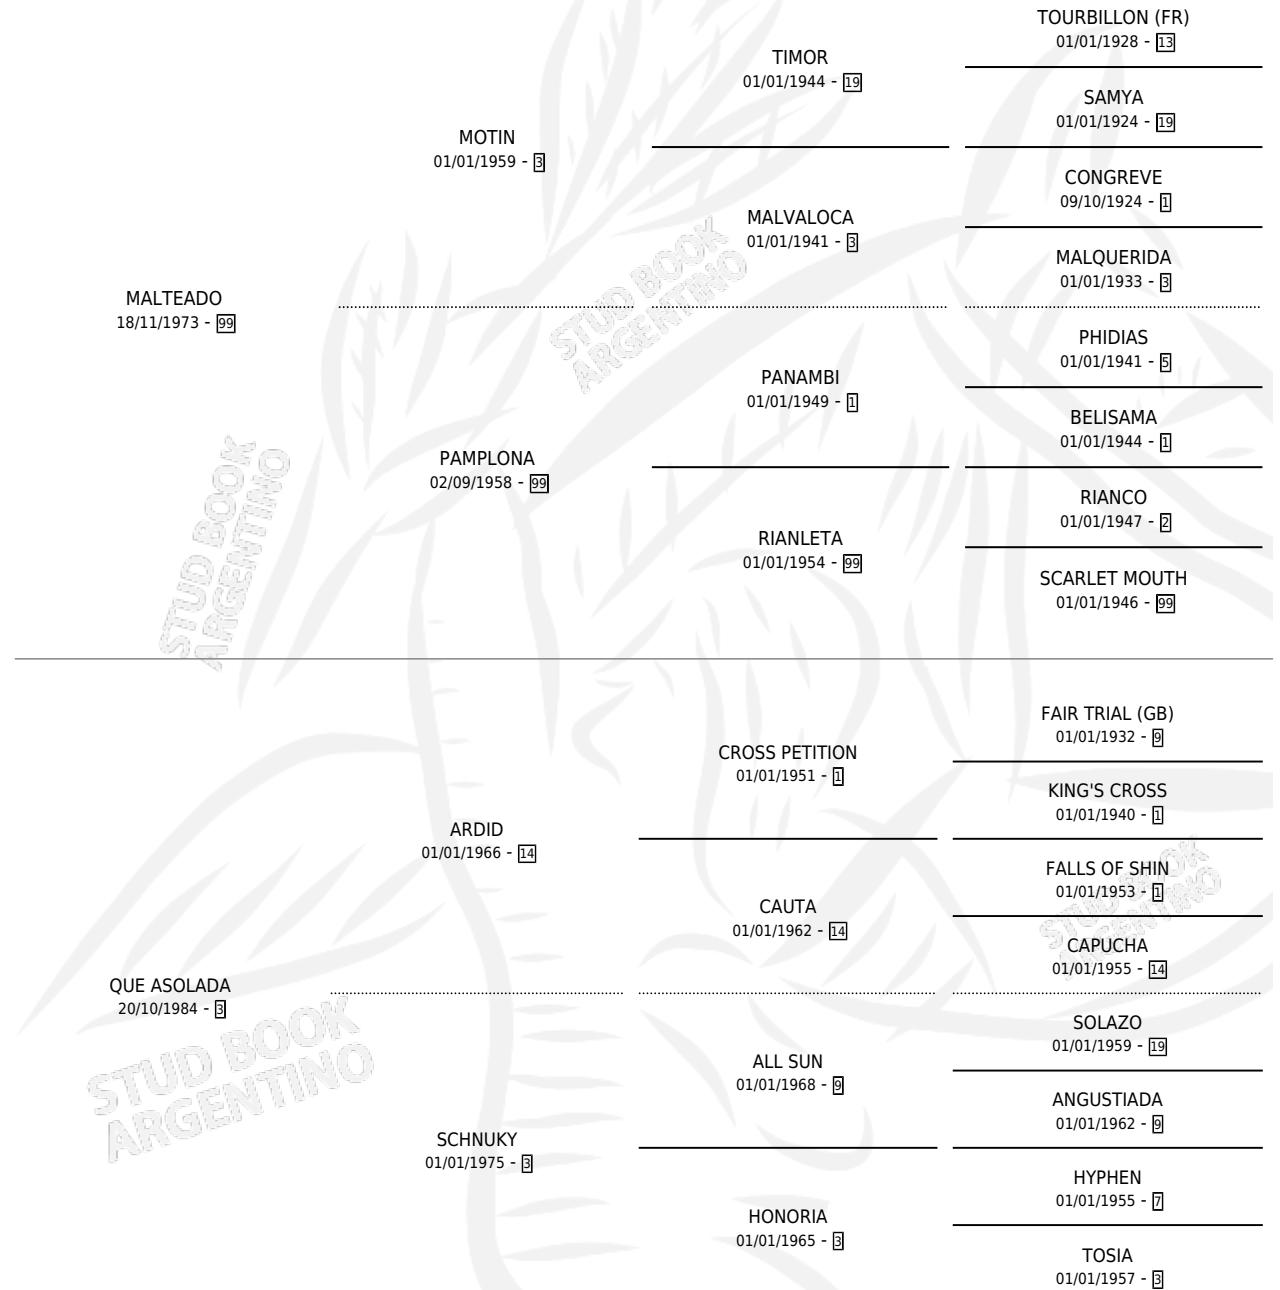 TOURBILLON (FR)
01/01/1928 - 13
TIMOR
01/01/1944 - 19
SAMYA
01/01/1924 - 19
MOTIN
01/01/1959 - 3
CONGREVE
09/10/1924 - 1
MALVALOCA
01/01/1941 - 3
MALQUERIDA
01/01/1933 - 3
MALTEADO
18/11/1973 - 99
PHIDIAS
01/01/1941 - 5
PANAMBI
01/01/1949 - 1
BELISAMA
01/01/1944 - 1
PAMPLONA
02/09/1958 - 99
RIANCO
01/01/1947 - 2
RIANLETA
01/01/1954 - 99
SCARLET MOUTH
01/01/1946 - 99
STUD BOOK
ARGENTINO
STUD BOOK
ARGENTINO
FAIR TRIAL (GB)
01/01/1932 - 9
CROSS PETITION
01/01/1951 - 1
KING'S CROSS
01/01/1940 - 1
ARDID
01/01/1966 - 14
FALLS OF SHIN
01/01/1953 - 1
CAUTA
01/01/1962 - 14
CAPUCHA
01/01/1955 - 14
QUE ASOLADA
20/10/1984 - 3
SOLAZO
01/01/1959 - 19
ALL SUN
01/01/1968 - 9
ANGUSTIADA
01/01/1962 - 9
SCHNUKY
01/01/1975 - 3
HYPHEN
01/01/1955 - 7
HONORIA
01/01/1965 - 3
TOSIA
01/01/1957 - 3
STUD BOOK
ARGENTINO
STUD BOOK
ARGENTINO